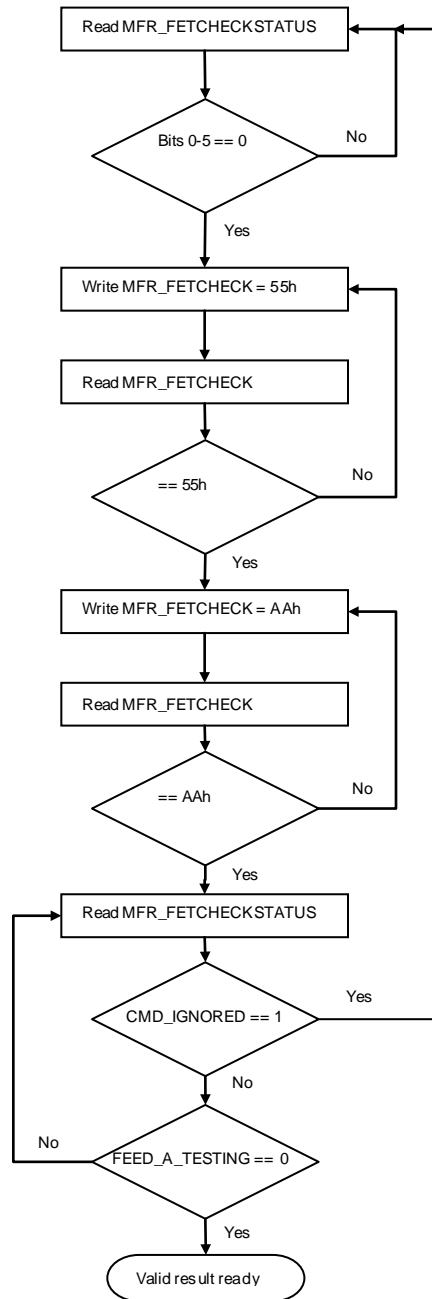 Read MFR_FETCHECKSTATUS
Bits 0-5 == 0
No
Yes
Write MFR_FETCHECK = 55h
Read MFR_FETCHECK
== 55h
No
Yes
Write MFR_FETCHECK = AAh
Read MFR_FETCHECK
== AAh
No
Yes
Read MFR_FETCHECKSTATUS
CMD_IGNORED == 1
Yes
No
FEED_A_TESTING == 0
No
Yes
Valid result ready